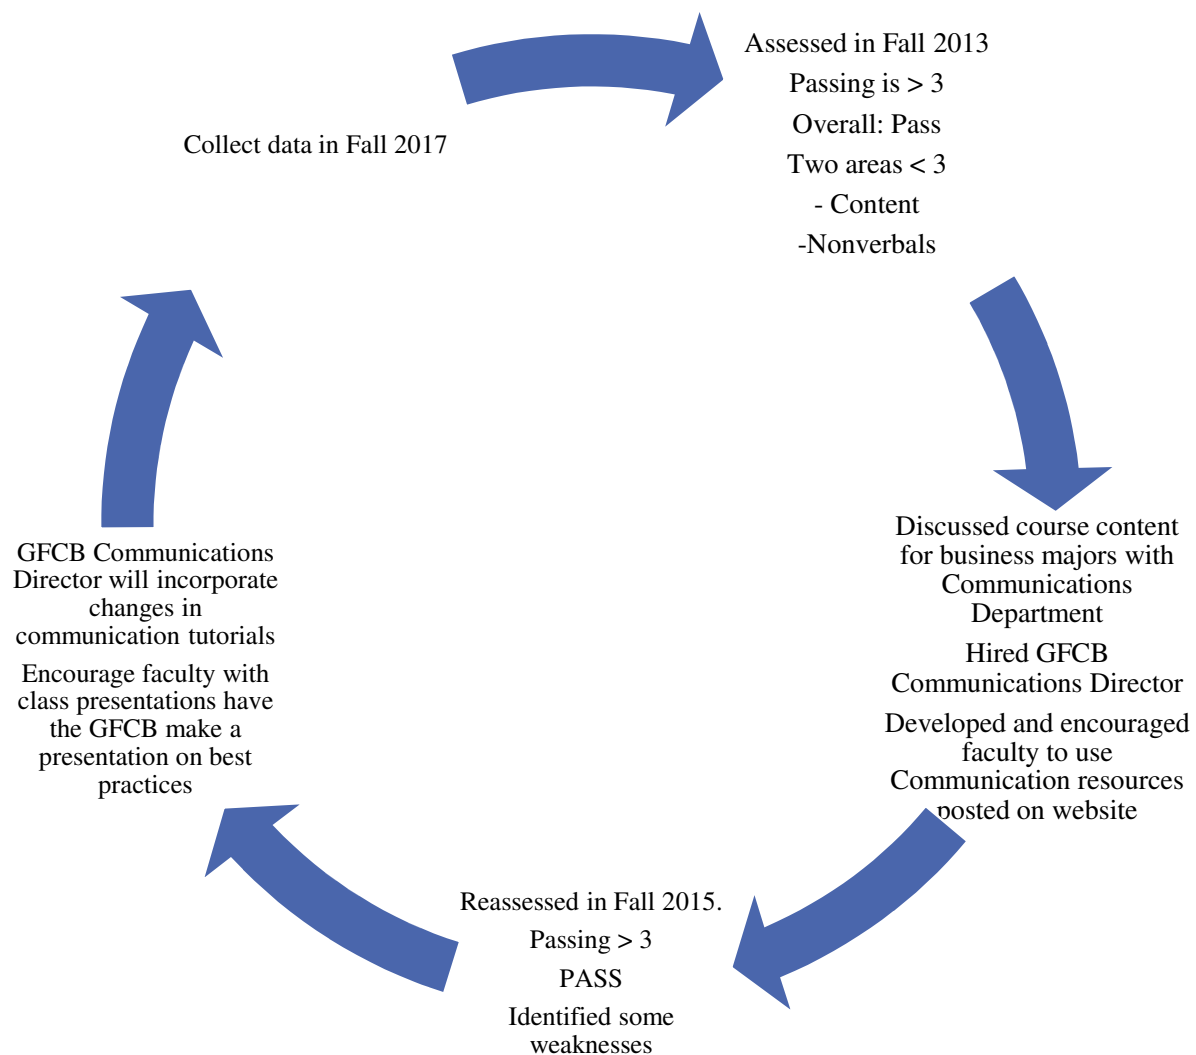 Assessed in Fall 2013
Passing is > 3
Overall: Pass
Two areas < 3
- Content
-Nonverbals
Discussed course content
for business majors with
Communications
Department
Hired GFCB
Communications Director
Developed and encouraged
faculty to use
Communication resources
posted on website
Reassessed in Fall 2015.
Passing > 3
PASS
Identified some
weaknesses
GFCB Communications
Director will incorporate
changes in
communication tutorials
Encourage faculty with
class presentations have
the GFCB make a
presentation on best
practices
Collect data in Fall 2017